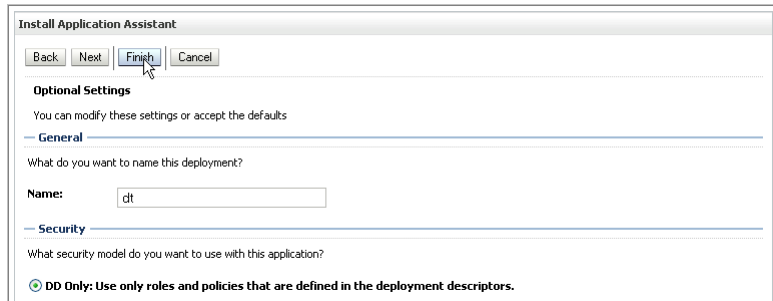 Install Application Assistant
Back Next Finish Cancel
Optional Settings
You can modify these settings or accept the defaults
General
What do you want to name this deployment?
Name: dt
Security
What security model do you want to use with this application?
DD Only: Use only roles and policies that are defined in the deployment descriptors.